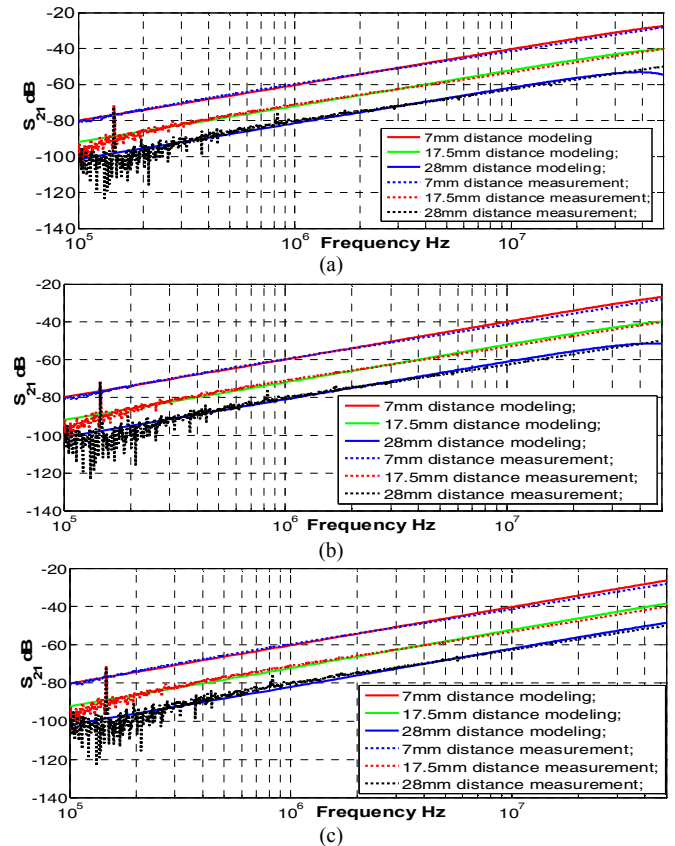 -20
-40
-60
-80
-100
-120
-140
S21 dB
7mm distance modeling
17.5mm distance modeling;
28mm distance modeling;
7mm distance measurement;
17.5mm distance measurement;
28mm distance measurement;
10^5
10^6
10^7
Frequency Hz
(a)
-20
-40
-60
-80
-100
-120
-140
S21 dB
7mm distance modeling;
17.5mm distance modeling;
28mm distance modeling;
7mm distance measurement;
17.5mm distance measurement;
28mm distance measurement;
10^5
10^6
10^7
Frequency Hz
(b)
-20
-40
-60
-80
-100
-120
-140
S21 dB
7mm distance modeling;
17.5mm distance modeling;
28mm distance modeling;
7mm distance measurement;
17.5mm distance measurement;
28mm distance measurement;
10^5
10^6
10^7
Frequency Hz
(c)